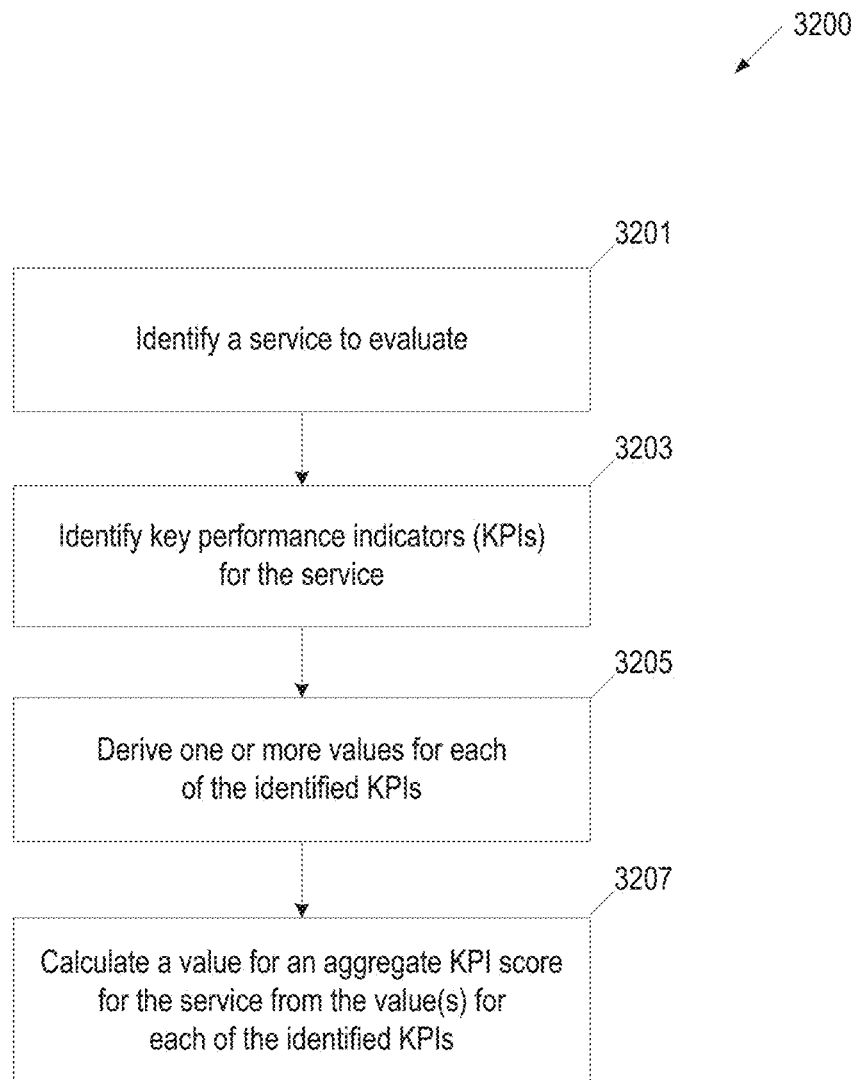 3200
3201
Identify a service to evaluate
3203
Identify key performance indicators (KPIs)
for the service
3205
Derive one or more values for each
of the identified KPIs
3207
Calculate a value for an aggregate KPI score
for the service from the value(s) for
each of the identified KPIs